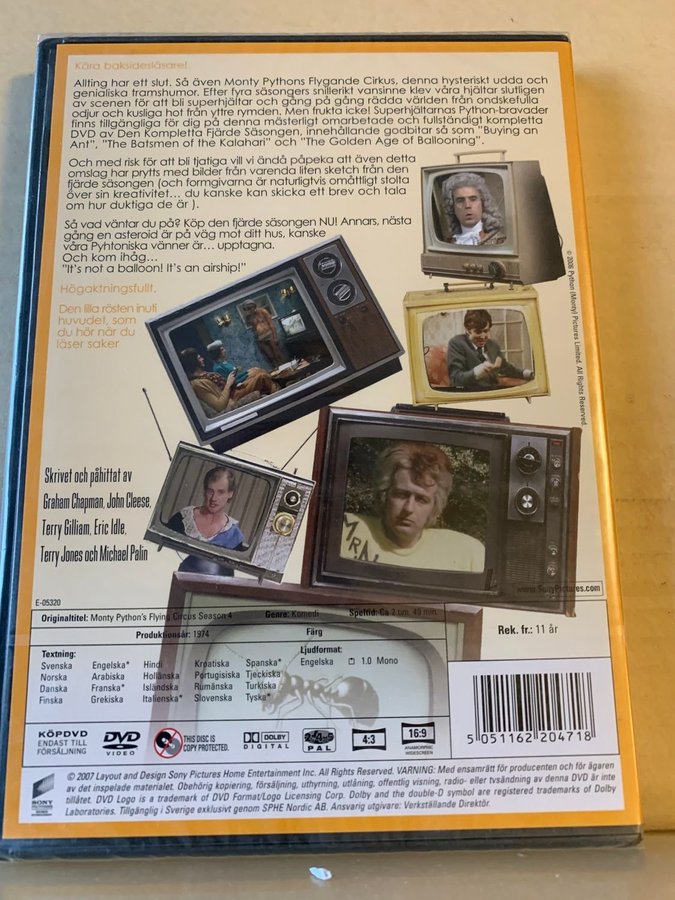 Kära baksidesläsare!
Allting har ett slut. Så även Monty Pythons Flygande Cirkus, denna hysteriskt udda och
genialiska tramshumor. Efter fyra säsongers snillerikt vansinne klev våra hjältar slutligen
av scenen för att bli superhjältar och gång på gång rädda världen från ondskefulla
odjur och kusliga hot från yttre rymden. Men frukta icke! Superhjältarnas Python-bravader
finns tillgängliga för dig på denna mästerligt omarbetade och fullständigt kompletta
DVD av Den Kompletta Fjärde Säsongen, innehållande godbitar så som "Buying an
Ant", "The Batsmen of the Kalahari" och "The Golden Age of Ballooning".
Och med risk för att bli tjatiga vill vi ändå påpeka att även detta
omslag har prytts med bilder från varenda liten sketch från den
fjärde säsongen (och formgivarna är naturligtvis omåttligt stolta
över sin kreativitet... du kanske kan skicka ett brev och tala
om hur duktiga de är ).
Så vad väntar du på? Köp den fjärde säsongen NU! Annars, nästa
gång en asteroid är på väg mot ditt hus, kanske
våra Pyhtoniska vänner är... upptagna.
Och kom ihåg...
"It's not a balloon! It's an airship!"
Högaktningsfullt,
Den lilla rösten inuti
huvudet, som
du hör när du
läser saker
© 2006 Python (Monty) Pictures Limited. All Rights Reserved.
Skrivet och påhittat av
Graham Chapman, John Cleese,
Terry Gilliam, Eric Idle,
Terry Jones och Michael Palin
MRA
www.SonyPictures.com
E-05320
Originaltitel: Monty Python's Flying Circus Season 4 Genre: Komedi Speltid: Ca 2 tim. 49 min.
Produktionsår: 1974 Färg
Rek. fr.: 11 år
Textning: Ljudformat:
Svenska Engelska* Hindi Kroatiska Spanska* Engelska 1.0 Mono
Norska Arabiska Holländska Portugisiska Tjeckiska
Danska Franska* Isländska Rumänska Turkiska
Finska Grekiska Italienska* Slovenska Tyska*
KÖPDVD
ENDAST TILL
FÖRSÄLJNING
DVD
VIDEO
THIS DISC IS
COPY PROTECTED.
DOLBY
DIGITAL
2
PAL
4:3
16:9
ANAMORPHIC
WIDESCREEN
5 051162 204718
SONY
PICTURES
© 2007 Layout and Design Sony Pictures Home Entertainment Inc. All Rights Reserved. VARNING: Med ensamrätt för producenten och för ägaren
av det inspelade materialet. Obehörig kopiering, försäljning, uthyrning, utlåning, offentlig visning, radio- eller tvsändning av denna DVD är inte
tillåtet. DVD Logo is a trademark of DVD Format/Logo Licensing Corp. Dolby and the double-D symbol are registered trademarks of Dolby
Laboratories. Tillgänglig i Sverige exklusivt genom SPHE Nordic AB. Ansvarig utgivare: Verkställande Direktör.